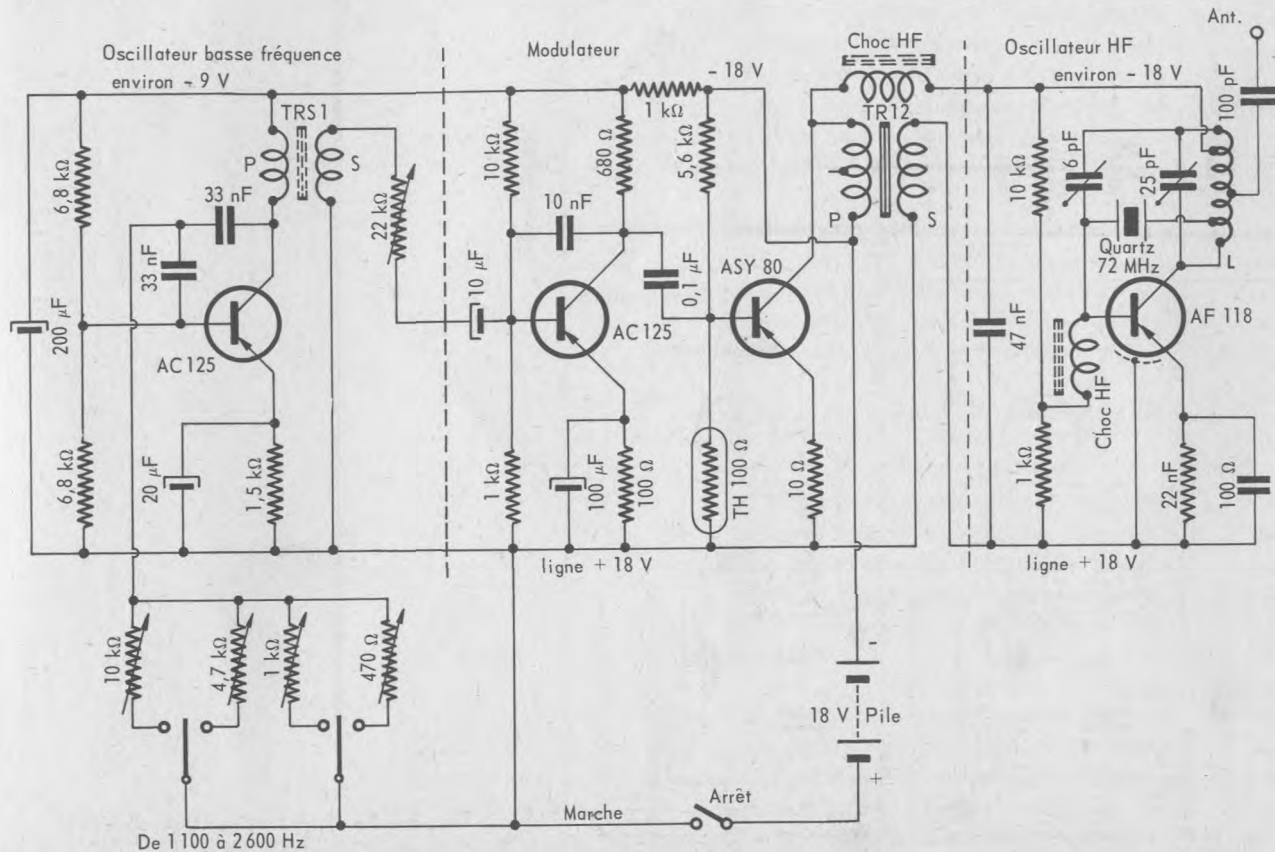 Oscillateur basse fréquence
environ - 9 V
Modulateur
Choc HF
Oscillateur HF
environ - 18 V
Ant.
- 18 V
1 kΩ
TRS1
P
S
6,8 kΩ
33 nF
33 nF
22 kΩ
200 µF
AC125
6,8 kΩ
20 µF
1,5 kΩ
10 kΩ
680 Ω
5,6 kΩ
10 nF
10 µF
0,1 µF
ASY 80
AC125
1 kΩ
100 µF
100 Ω
TH 100 Ω
10 Ω
TR12
P
S
ligne + 18 V
10 kΩ
6 pF
25 pF
100 pF
Quartz
72 MHz
L
AF 118
47 nF
Choc HF
1 kΩ
22 nF
100 Ω
ligne + 18 V
10 kΩ
4,7 kΩ
1 kΩ
470 Ω
-
18 V Pile
+
Marche
Arrêt
De 1100 à 2600 Hz